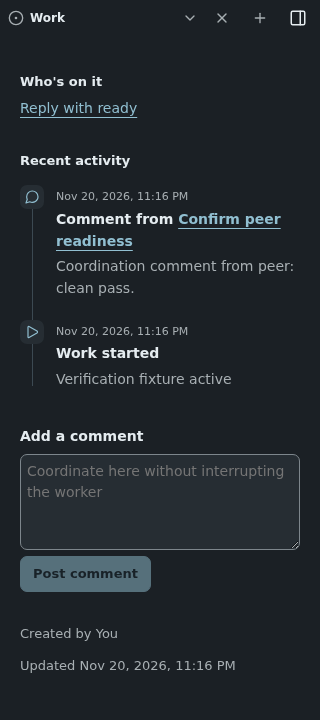 Work
Who's on it
Reply with ready
Recent activity
Nov 20, 2026, 11:16 PM
Comment from Confirm peer
readiness
Coordination comment from peer:
clean pass.
Nov 20, 2026, 11:16 PM
Work started
Verification fixture active
Add a comment
Coordinate here without interrupting
the worker
Post comment
Created by You
Updated Nov 20, 2026, 11:16 PM